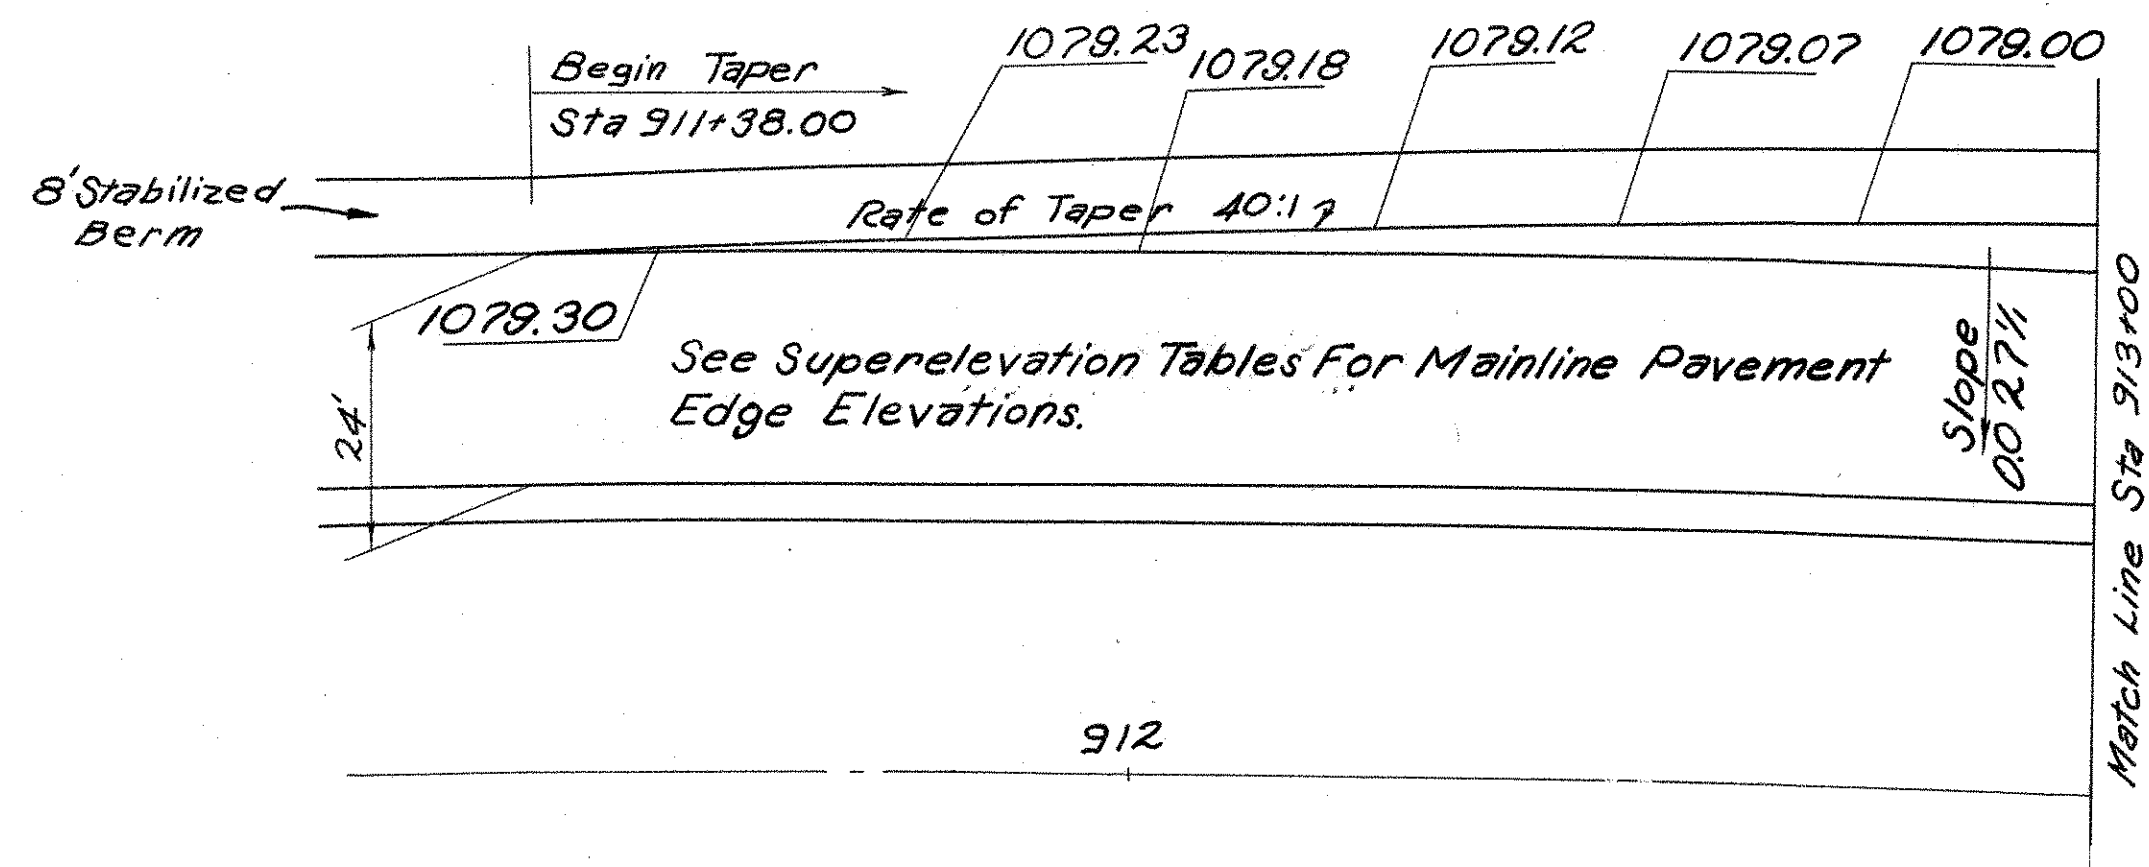 1079.23
1079.18
1079.12
1079.07
1079.00
Begin Taper
Sta 911+38.00
8' Stabilized
Berm
Rate of Taper 40:1
1079.30
See Superelevation Tables For Mainline Pavement
Edge Elevations.
24'
Slope
Match Line Sta 913+00
912